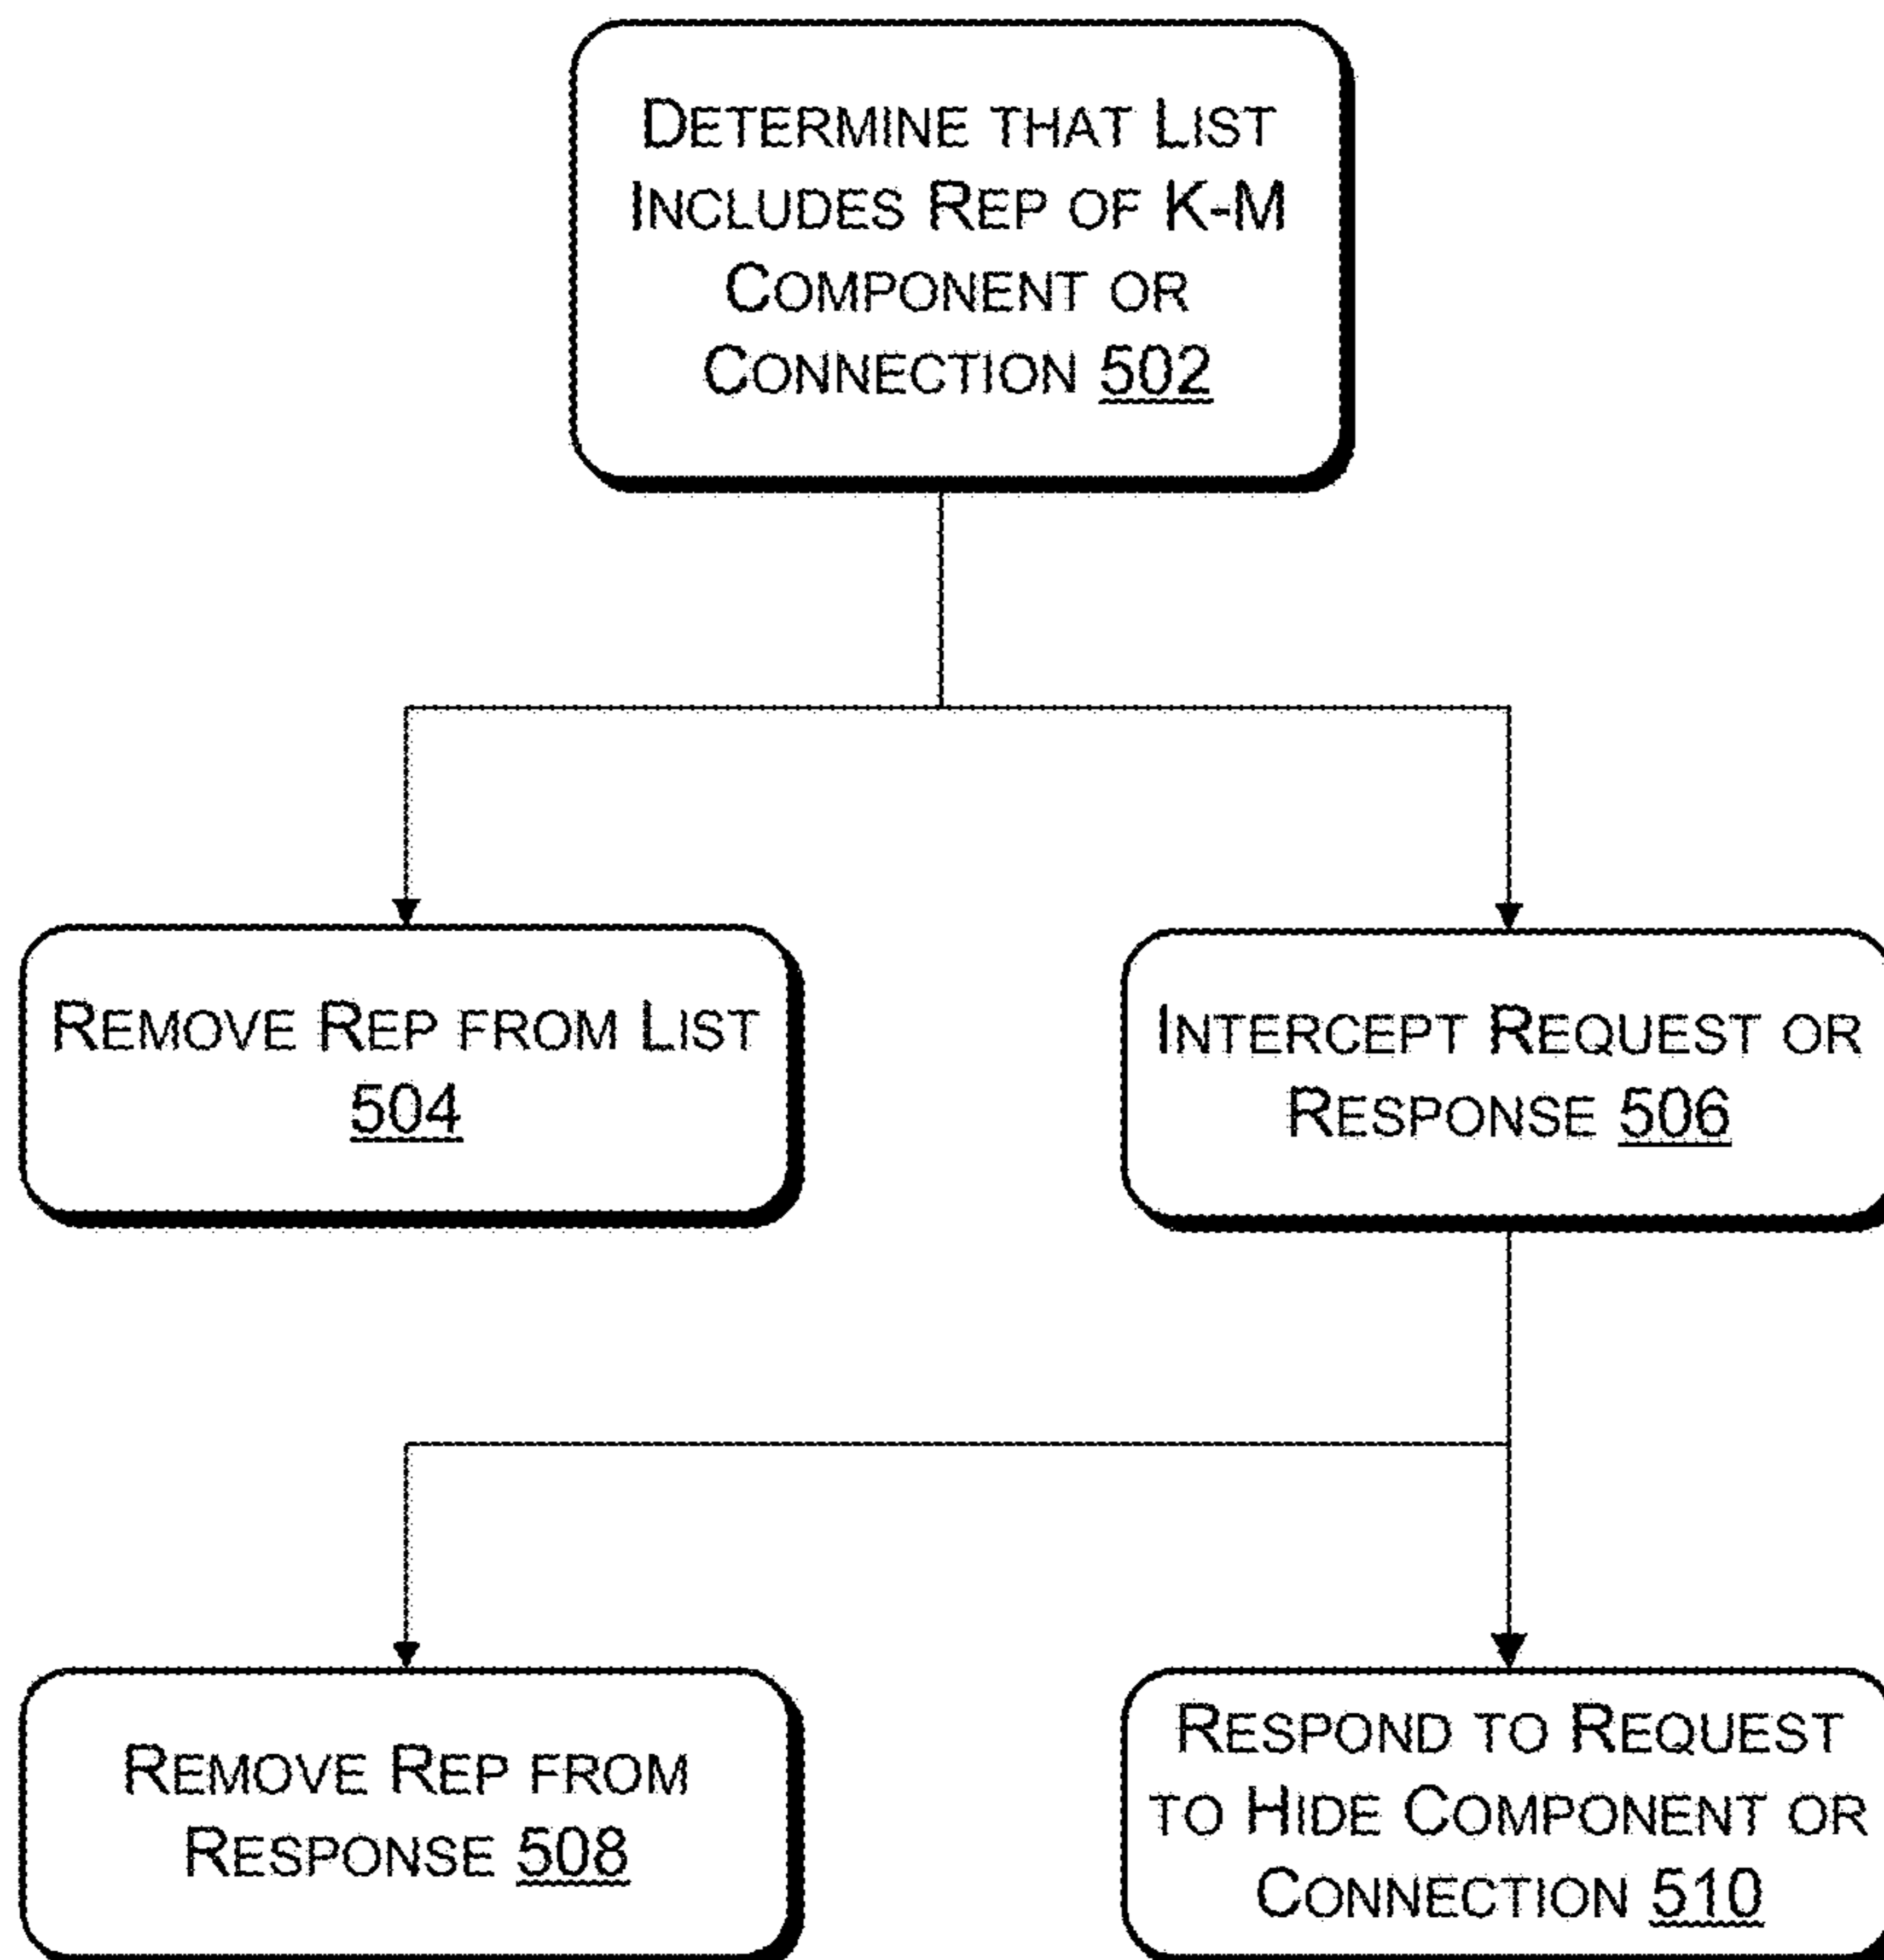 DETERMINE THAT LIST
INCLUDES REP OF K-M
COMPONENT OR
CONNECTION 502
REMOVE REP FROM LIST
504
INTERCEPT REQUEST OR
RESPONSE 506
REMOVE REP FROM
RESPONSE 508
RESPOND TO REQUEST
TO HIDE COMPONENT OR
CONNECTION 510